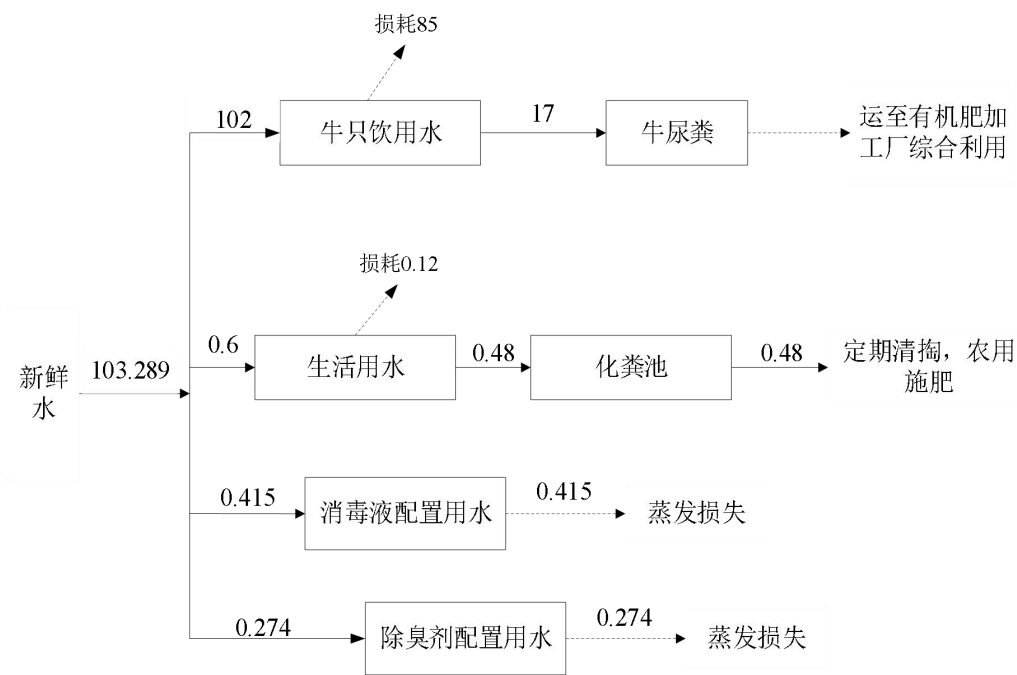 损耗85
102
牛只饮用水
17
牛尿粪
运至有机肥加
工厂综合利用
损耗0.12
新鲜
水
103.289
0.6
生活用水
0.48
化粪池
0.48
定期清掏，农用
施肥
0.415
消毒液配置用水
0.415
蒸发损失
0.274
除臭剂配置用水
0.274
蒸发损失